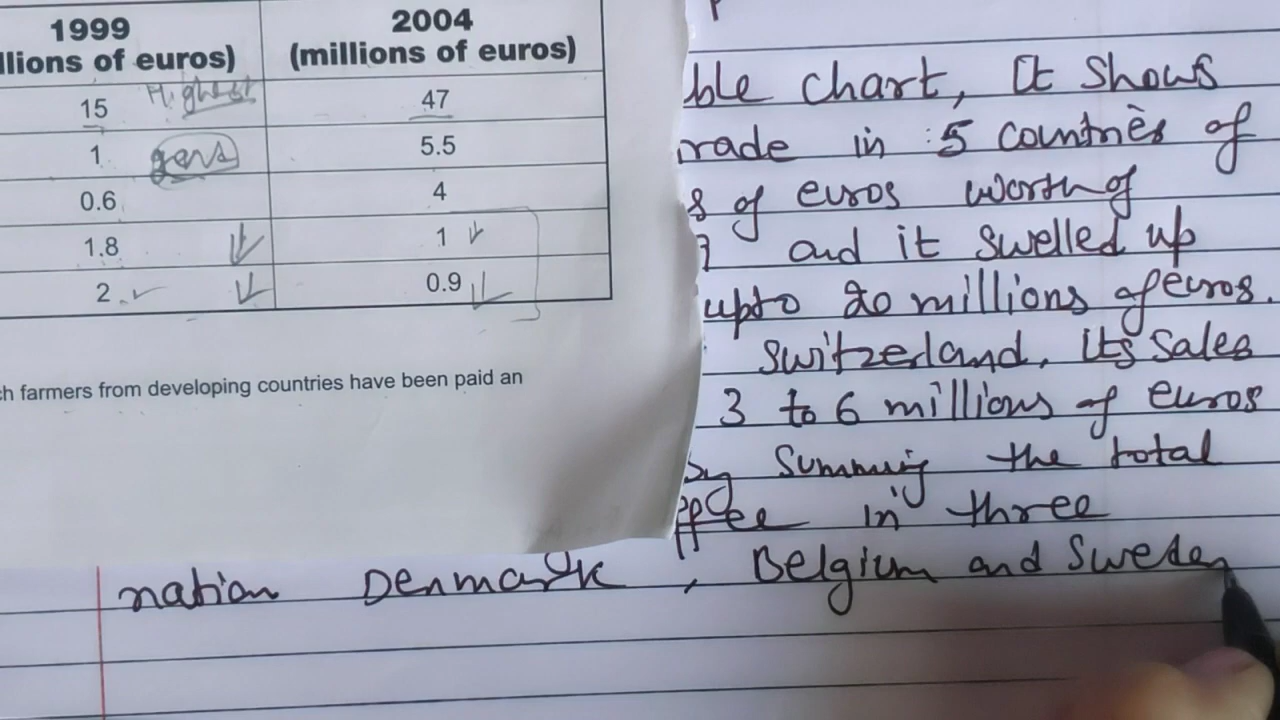 1999 2004
(millions of euros)
llions of euros)
15 Highest 47
1 5.5
0.6 4
1.8 1
2 0.9
ch farmers from developing countries have been paid an
ble chart, It shows
rade in 5 countries of
s of euros worth of
and it swelled up
upto 20 millions of euros.
Switzerland, its sales
3 to 6 millions of euros
by summing the total
ffee in three
nation Denmark , Belgium and Sweden